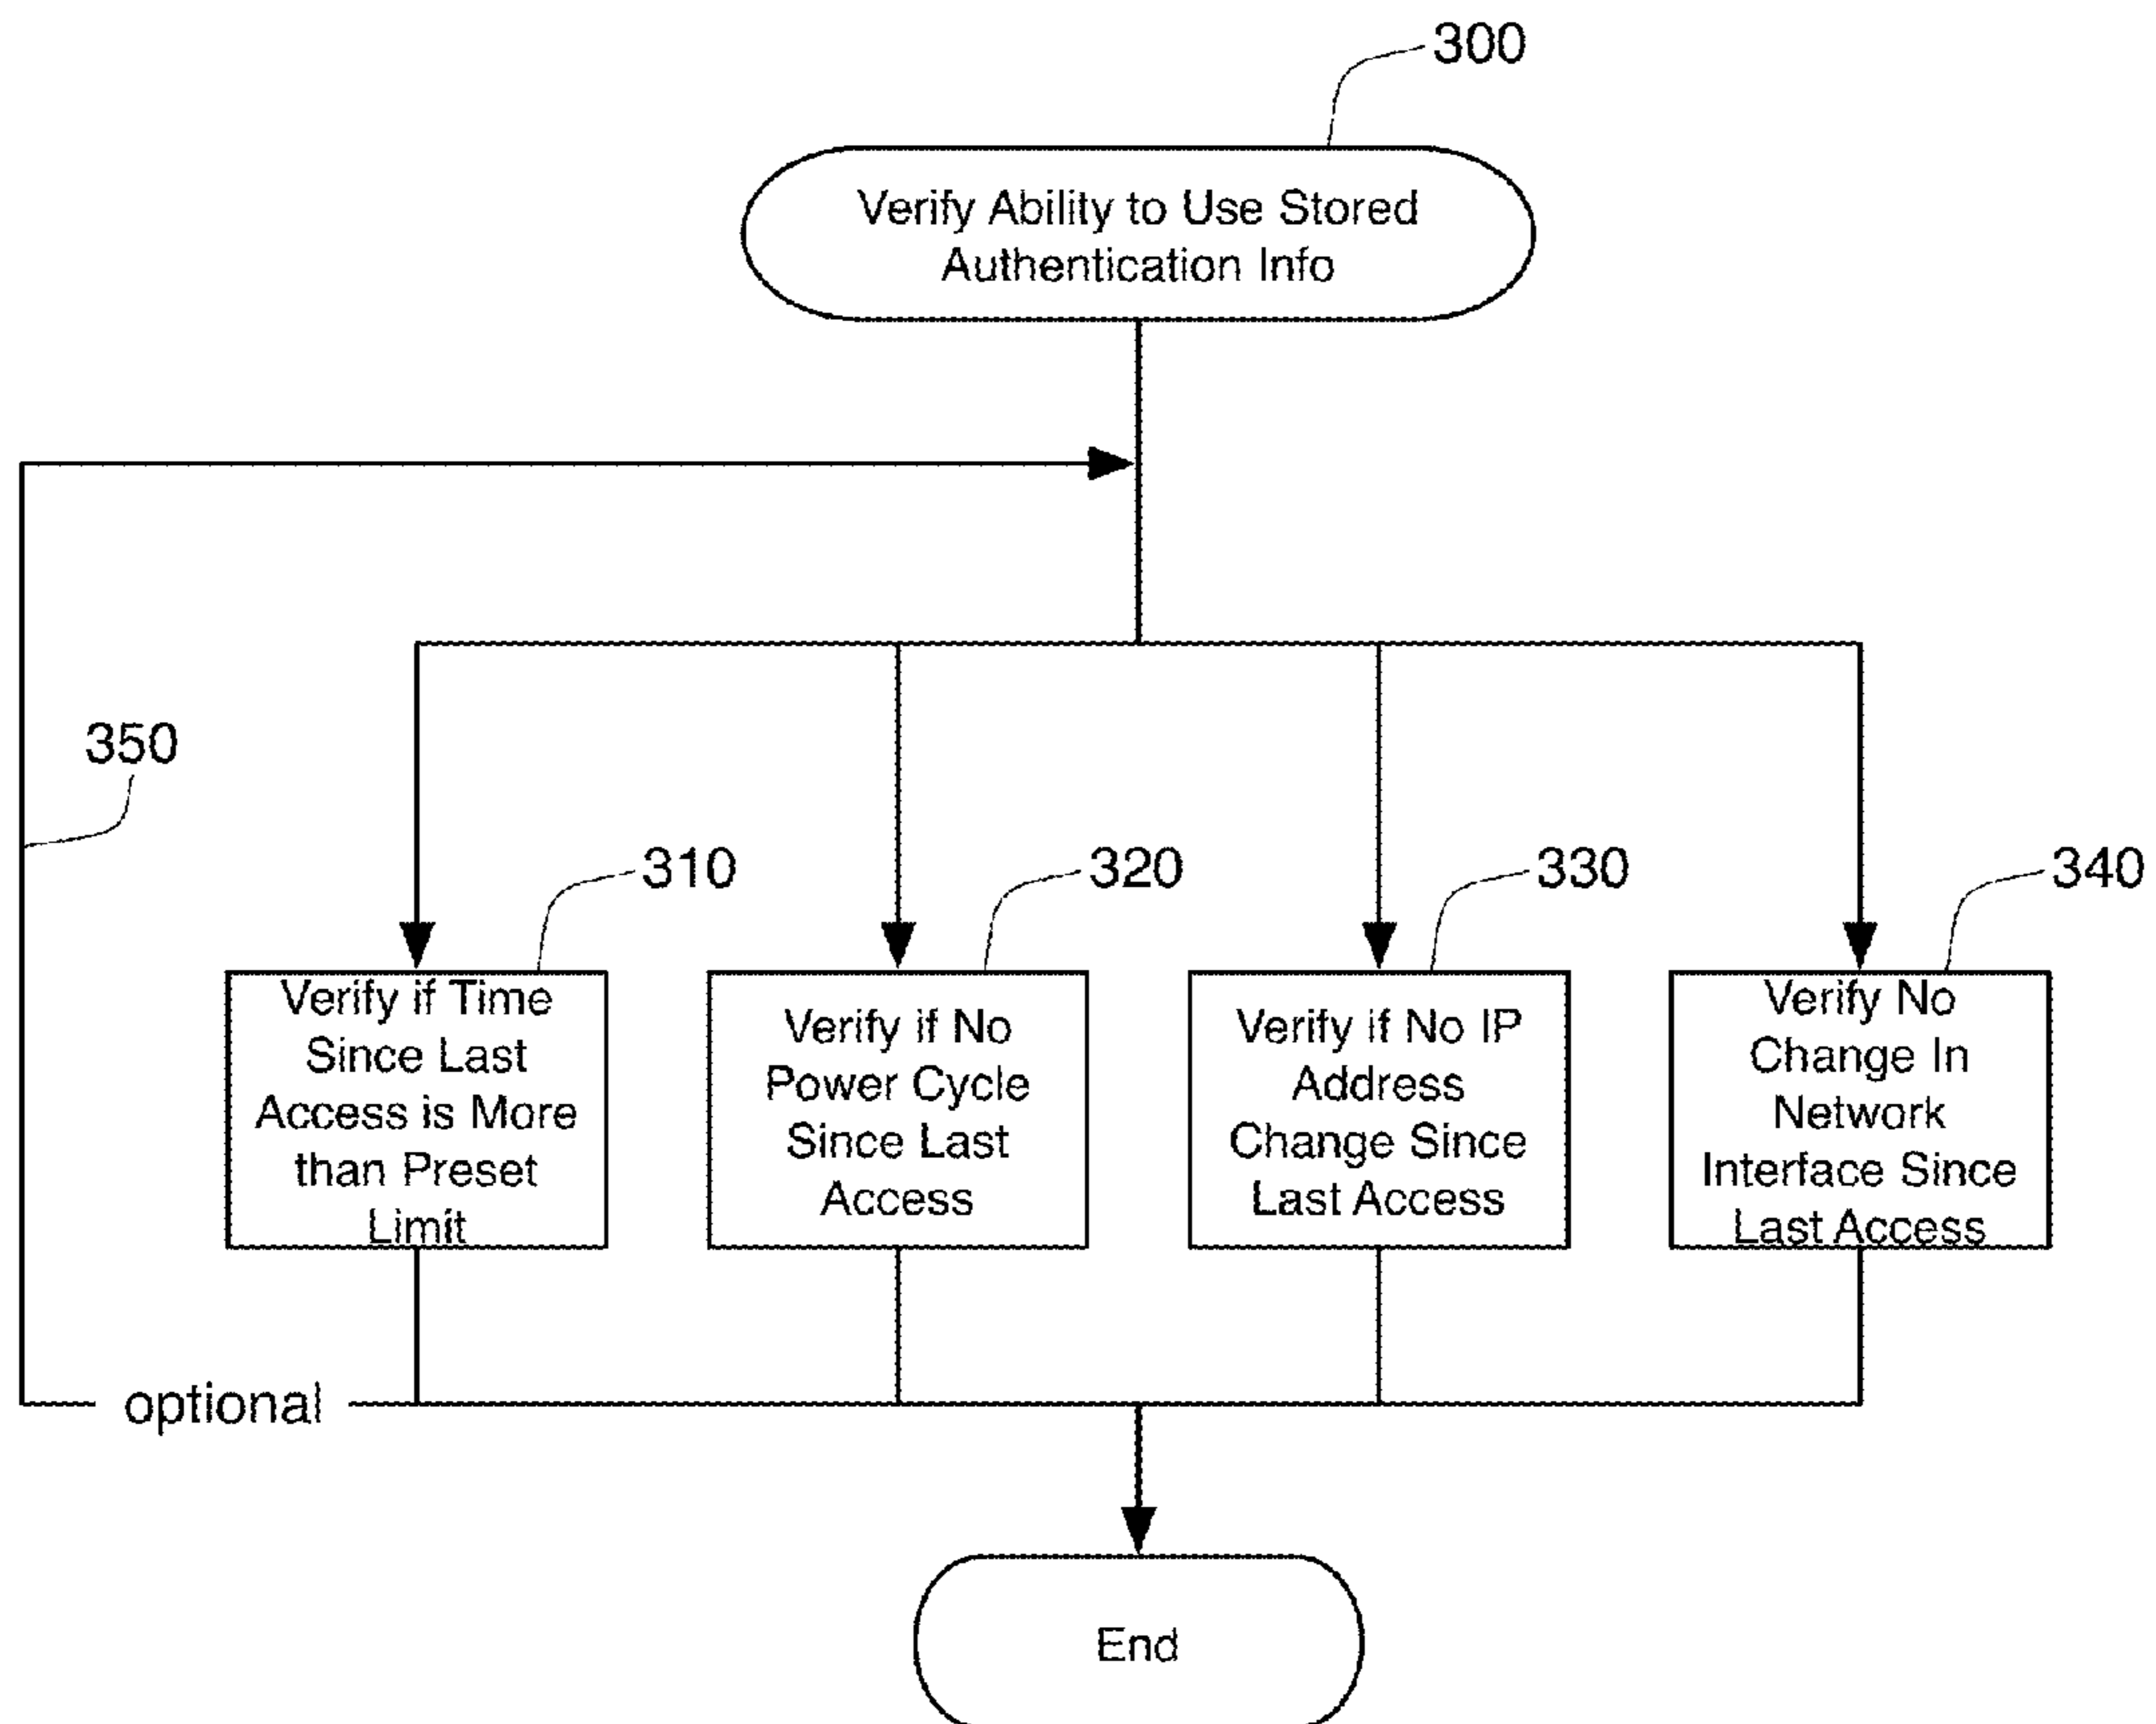 300
Verify Ability to Use Stored
Authentication Info
350
310
320
330
340
Verify if Time
Since Last
Access is More
than Preset
Limit
Verify if No
Power Cycle
Since Last
Access
Verify if No IP
Address
Change Since
Last Access
Verify No
Change In
Network
Interface Since
Last Access
optional
End